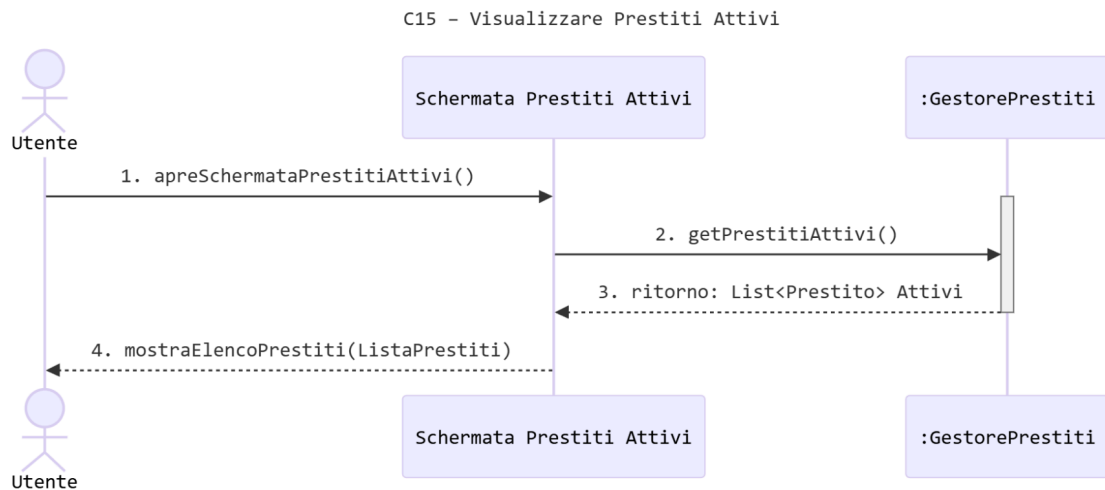 C15 – Visualizzare Prestiti Attivi
Utente
Schermata Prestiti Attivi
:GestorePrestiti
1. apreSchermataPrestitiAttivi()
2. getPrestitiAttivi()
3. ritorno: List<Prestito> Attivi
4. mostraElencoPrestiti(ListaPrestiti)
Utente
Schermata Prestiti Attivi
:GestorePrestiti